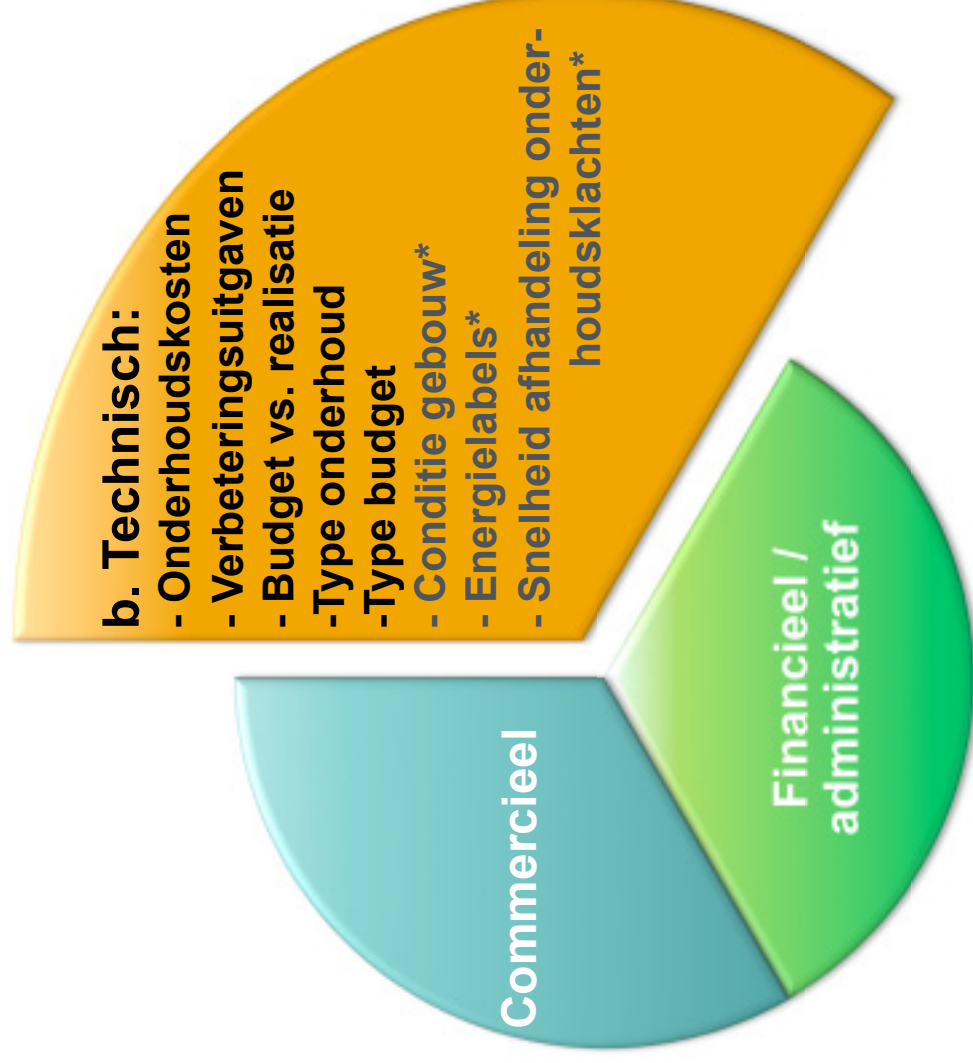 b. Technisch:
- Onderhoudskosten
- Verbeteringsuitgaven
- Budget vs. realisatie
-Type onderhoud
-Type budget
- Conditie gebouw*
- Energielabels*
- Snelheid afhandeling onder-
houdsklachten*
Commercieel
Financieel /
administratief